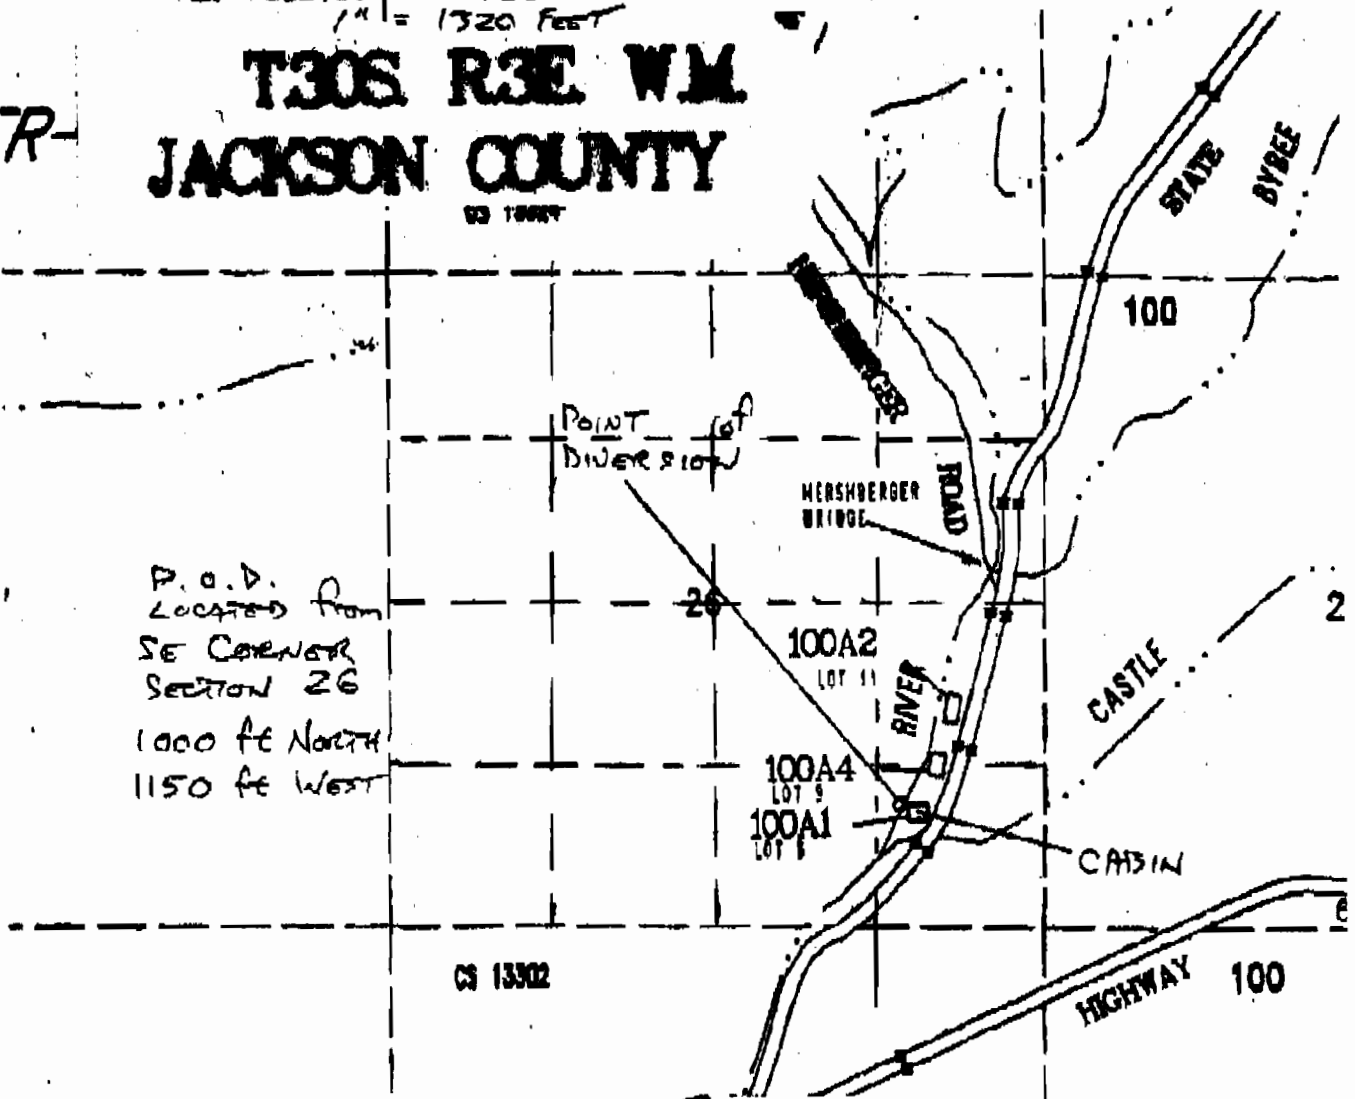 1" = 1320 FEET
T30S R3E W.M.
JACKSON COUNTY
R-
STATE
BYBEE
100
POINT of
DIVERSION
HERSHBERGER
BRIDGE
ROAD
P.O.D.
LOCATED from
SE CORNER
SECTION 26
1000 ft NORTH
1150 ft WEST
26
2
100A2
LOT 11
RIVER
CASTLE
100A4
LOT 9
100A1
CABIN
CS 13302
HIGHWAY
100